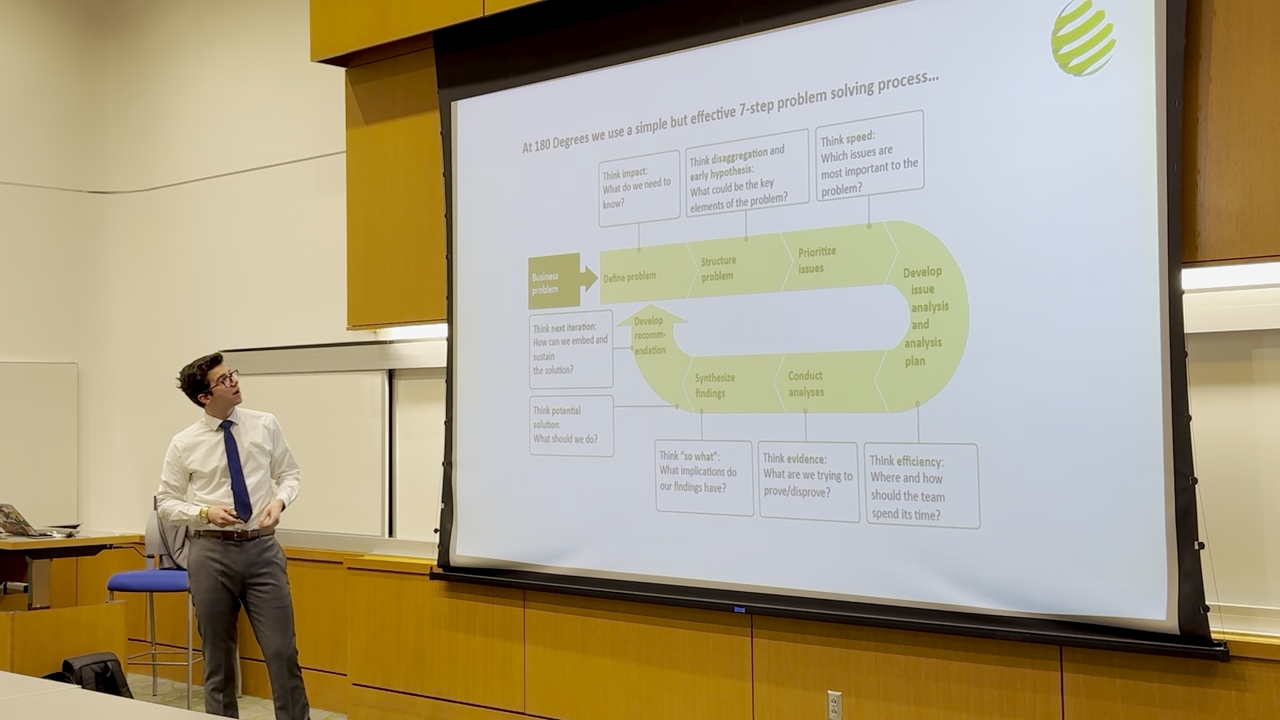 At 180 Degrees we use a simple but effective 7-step problem solving process...
Think impact:
What do we need to
know?
Think disaggregation and
early hypothesis:
What could be the key
elements of the problem?
Think speed:
Which issues are
most important to the
problem?
Business
problem
Define problem
Structure
problem
Prioritize
issues
Develop
issue
analysis
and
analysis
plan
Conduct
analyses
Synthesize
findings
Develop
recomm-
endation
Think next iteration:
How can we embed and
sustain
the solution?
Think potential
solution:
What should we do?
Think "so what":
What implications do
our findings have?
Think evidence:
What are we trying to
prove/disprove?
Think efficiency:
Where and how
should the team
spend its time?